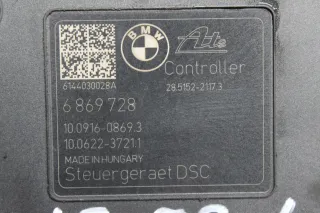 BMW
Ate
6144030028A
Controller
28.5152-2117.3
6 869 728
10.0916-0869.3
10.0622-3721.1
MADE IN HUNGARY
Steuergeraet DSC